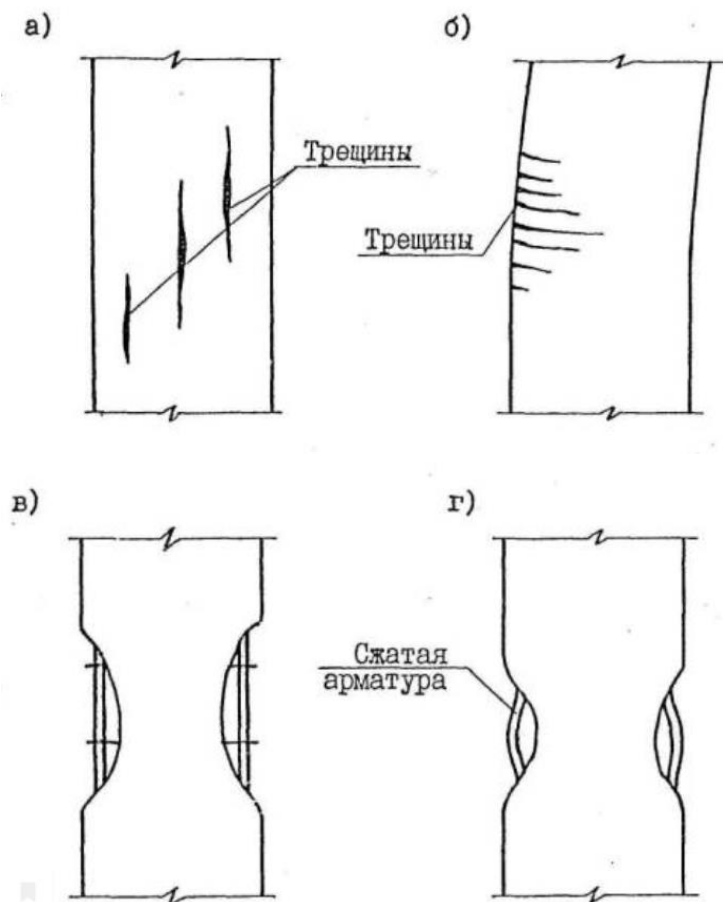 а)
б)
Трещины
Трещины
в)
г)
Сжатая
арматура